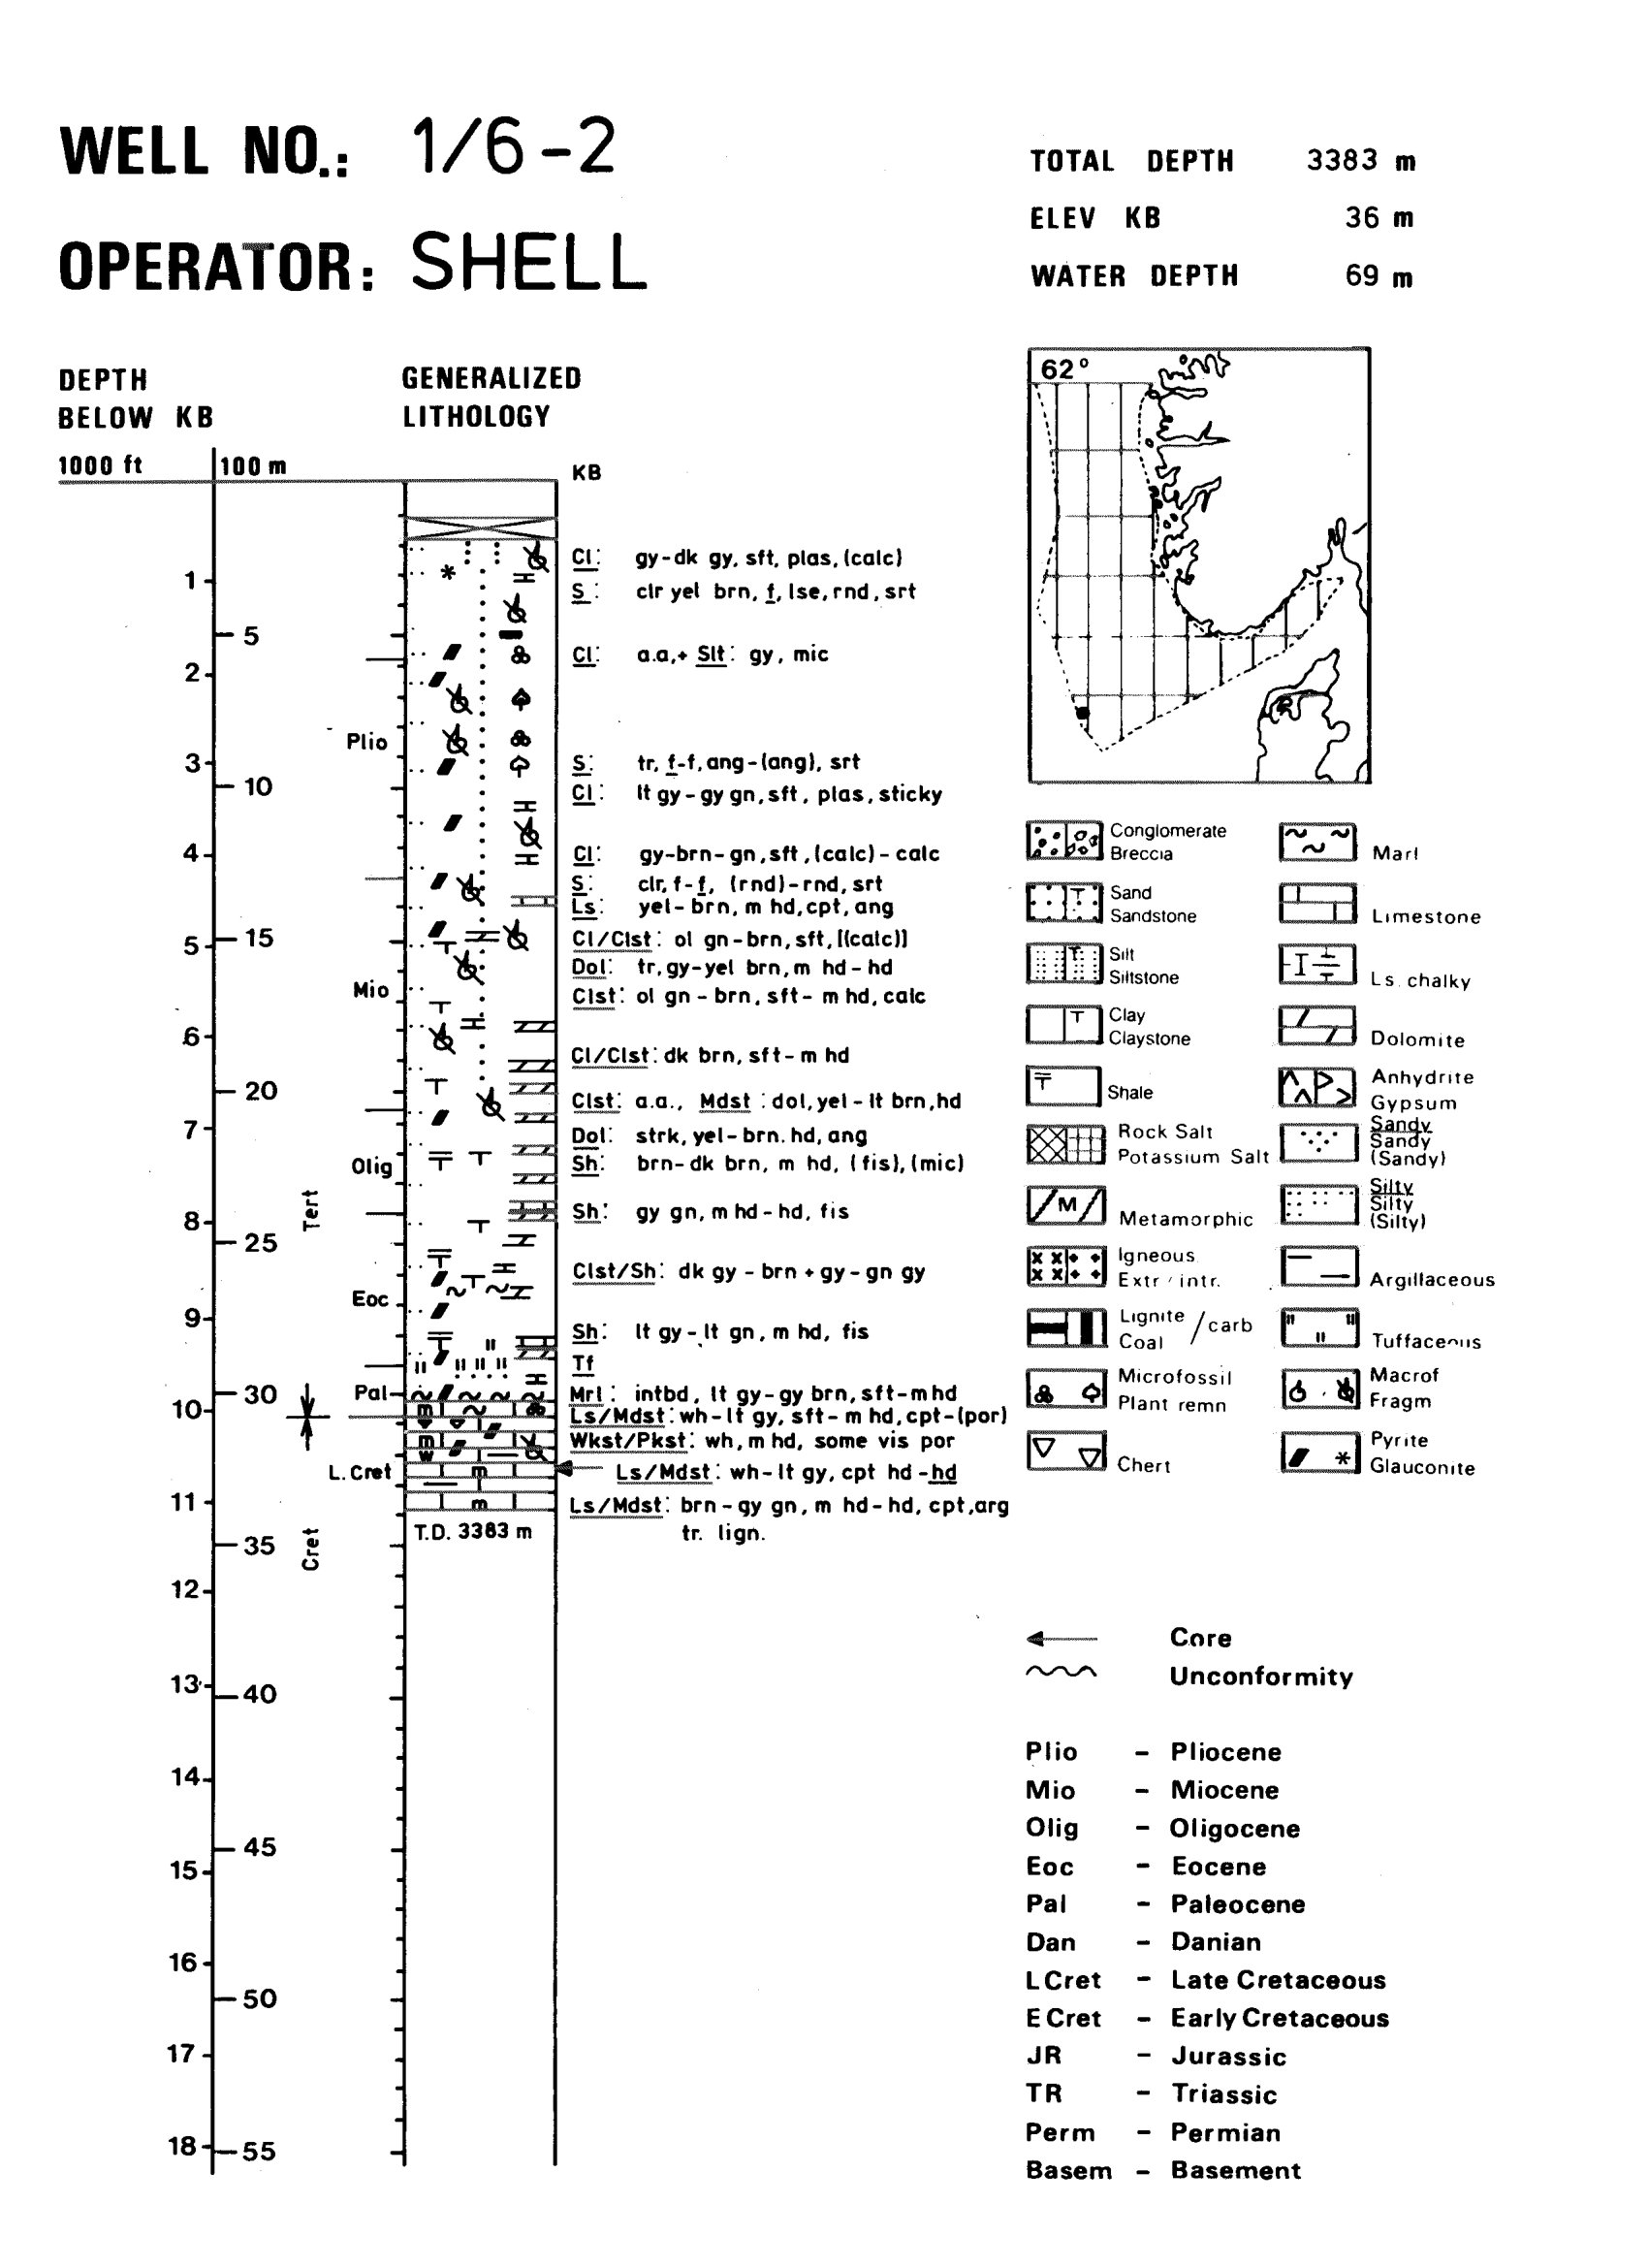 WELL NO.: 1/6-2
OPERATOR: SHELL
TOTAL DEPTH 3383 m
ELEV KB 36 m
WATER DEPTH 69 m
DEPTH
BELOW KB
GENERALIZED
LITHOLOGY
1000 ft
100 m
KB
62°
Cl: gy-dk gy, sft, plas, (calc)
1
S: clr yel brn, f, lse, rnd, srt
5
Cl: a.a,+ Slt: gy, mic
2
Plio
3
S: tr, f-f, ang-(ang), srt
10
Cl: lt gy-gy gn, sft, plas, sticky
4
Cl: gy-brn-gn, sft, (calc)-calc
S: clr, f-f, (rnd)-rnd, srt
Ls: yel-brn, m hd, cpt, ang
5
15
Cl/Clst: ol gn-brn, sft, [(calc)]
Dol: tr, gy-yel brn, m hd-hd
Mio
Clst: ol gn-brn, sft-m hd, calc
6
Cl/Clst: dk brn, sft-m hd
20
Clst: a.a., Mdst: dol, yel-lt brn, hd
7
Dol: strk, yel-brn. hd, ang
Olig
Sh: brn-dk brn, m hd, (fis), (mic)
Tert
8
Sh: gy gn, m hd-hd, fis
25
Clst/Sh: dk gy-brn + gy-gn gy
Eoc
9
Sh: lt gy-lt gn, m hd, fis
Tf
Pal
30
Mrl: intbd, lt gy-gy brn, sft-m hd
10
m
Ls/Mdst: wh-lt gy, sft-m hd, cpt-(por)
m
w
Wkst/Pkst: wh, m hd, some vis por
L. Cret
m
Ls/Mdst: wh-lt gy, cpt hd-hd
11
m
Ls/Mdst: brn-gy gn, m hd-hd, cpt, arg
tr. lign.
T.D. 3383 m
Cret
35
12
13
40
14
45
15
16
50
17
18
55
Conglomerate
Breccia
Marl
Sand
Sandstone
Limestone
Silt
Siltstone
Ls. chalky
Clay
Claystone
Dolomite
Shale
Anhydrite
Gypsum
Rock Salt
Potassium Salt
Sandy
Sandy
(Sandy)
M
Metamorphic
Silty
Silty
(Silty)
Igneous
Extr / intr.
Argillaceous
Lignite
Coal / carb
Tuffaceous
Microfossil
Plant remn
Macrof
Fragm
Chert
Pyrite
Glauconite
Core
Unconformity
Plio - Pliocene
Mio - Miocene
Olig - Oligocene
Eoc - Eocene
Pal - Paleocene
Dan - Danian
L Cret - Late Cretaceous
E Cret - Early Cretaceous
JR - Jurassic
TR - Triassic
Perm - Permian
Basem - Basement